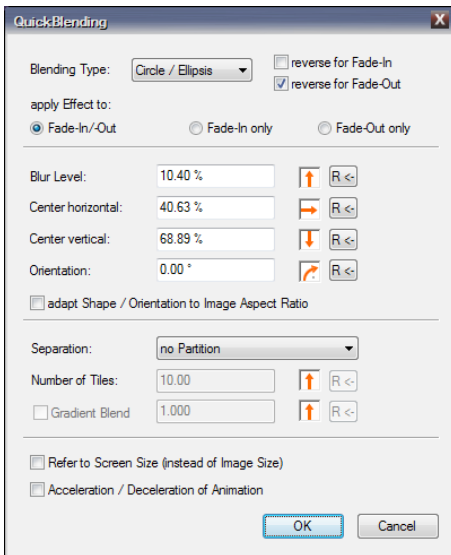 QuickBlending X
Blending Type: Circle / Ellipsis reverse for Fade-In
reverse for Fade-Out
apply Effect to:
Fade-In/-Out Fade-In only Fade-Out only
Blur Level: 10.40 % R <-
Center horizontal: 40.63 % R <-
Center vertical: 68.89 % R <-
Orientation: 0.00 ° R <-
adapt Shape / Orientation to Image Aspect Ratio
Separation: no Partition
Number of Tiles: 10.00 R <-
Gradient Blend 1.000 R <-
Refer to Screen Size (instead of Image Size)
Acceleration / Deceleration of Animation
OK Cancel